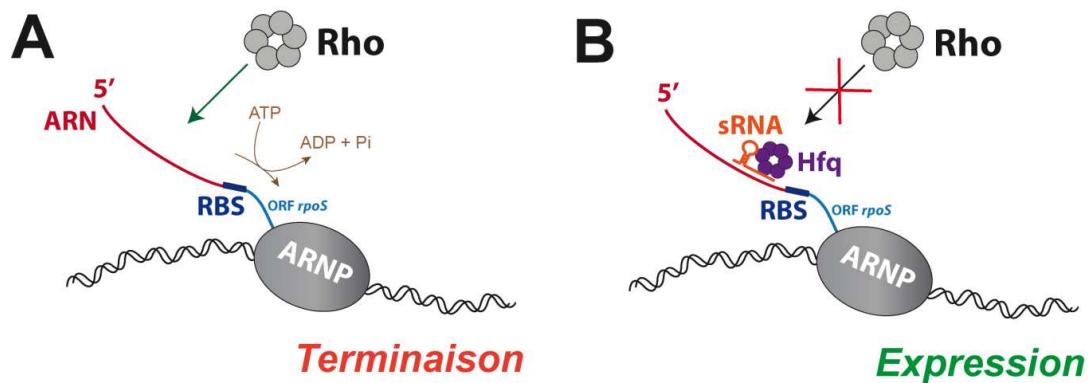 A
Rho
5’
ARN
ATP
ADP + Pi
RBS
ORF rpoS
ARNP
Terminaison
B
Rho
5’
sRNA
Hfq
RBS
ORF rpoS
ARNP
Expression